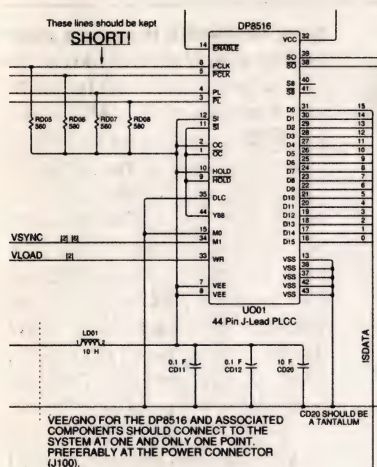 These lines should be kept
SHORT!
DP8516
VCC 32
14 ENABLE
SO 39
SO 38
6 PCLK
5 PCLK
S8 40
S8 41
4 PL
3 PL
RD05 560
RD06 560
RD07 560
RD08 560
D0 31 15
D1 30 14
D2 29 13
D3 28 12
D4 27 11
D5 26 10
D6 25 9
D7 24 8
D8 23 7
D9 22 6
D10 21 5
D11 20 4
D12 19 3
D13 18 2
D14 17 1
D15 16 0
12 SI
11 SI
2 OC
1 OC
10 HOLD
9 HOLD
35 DLC
44 YBB
15 M0
VSYNC [2] [6] 34 M1
VLOAD [2] 33 WR
VSS 13
VSS 36
VSS 37
VSS 42
VSS 43
7 VEE
8 VEE
UO01
44 Pin J-Lead PLCC
ISDATA
LD01
1 2
10 H
0.1 F
CD11
0.1 F
CD12
10 F
CD20
CD20 SHOULD BE
A TANTALUM
VEE/GNO FOR THE DP8516 AND ASSOCIATED
COMPONENTS SHOULD CONNECT TO THE
SYSTEM AT ONE AND ONLY ONE POINT.
PREFERABLY AT THE POWER CONNECTOR
(J100).